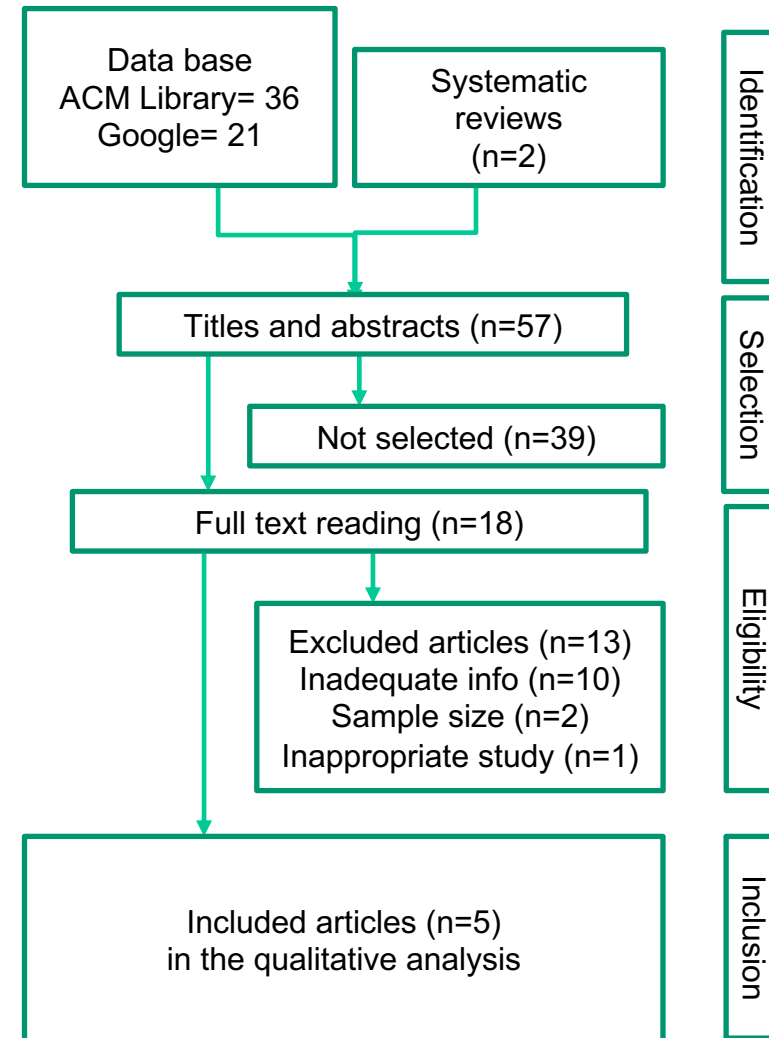 Data base
ACM Library= 36
Google= 21
Systematic
reviews
(n=2)
Identification
Titles and abstracts (n=57)
Not selected (n=39)
Selection
Full text reading (n=18)
Excluded articles (n=13)
Inadequate info (n=10)
Sample size (n=2)
Inappropriate study (n=1)
Eligibility
Included articles (n=5)
in the qualitative analysis
Inclusion